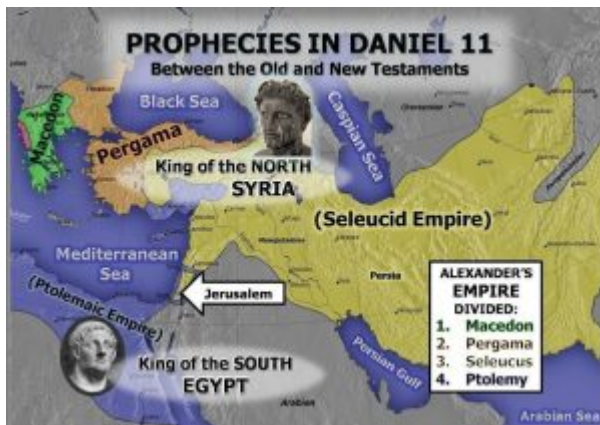 PROPHECIES IN DANIEL 11
Between the Old and New Testaments
Black Sea
Caspian Sea
Macedon
Pergama
King of the NORTH
SYRIA
(Seleucid Empire)
Mediterranean
Sea
Persia
Jerusalem
(Ptolemaic Empire)
King of the SOUTH
EGYPT
Persian Gulf
Arabian
ALEXANDER'S
EMPIRE
DIVIDED:
1. Macedon
2. Pergama
3. Seleucus
4. Ptolemy
Arabian Sea